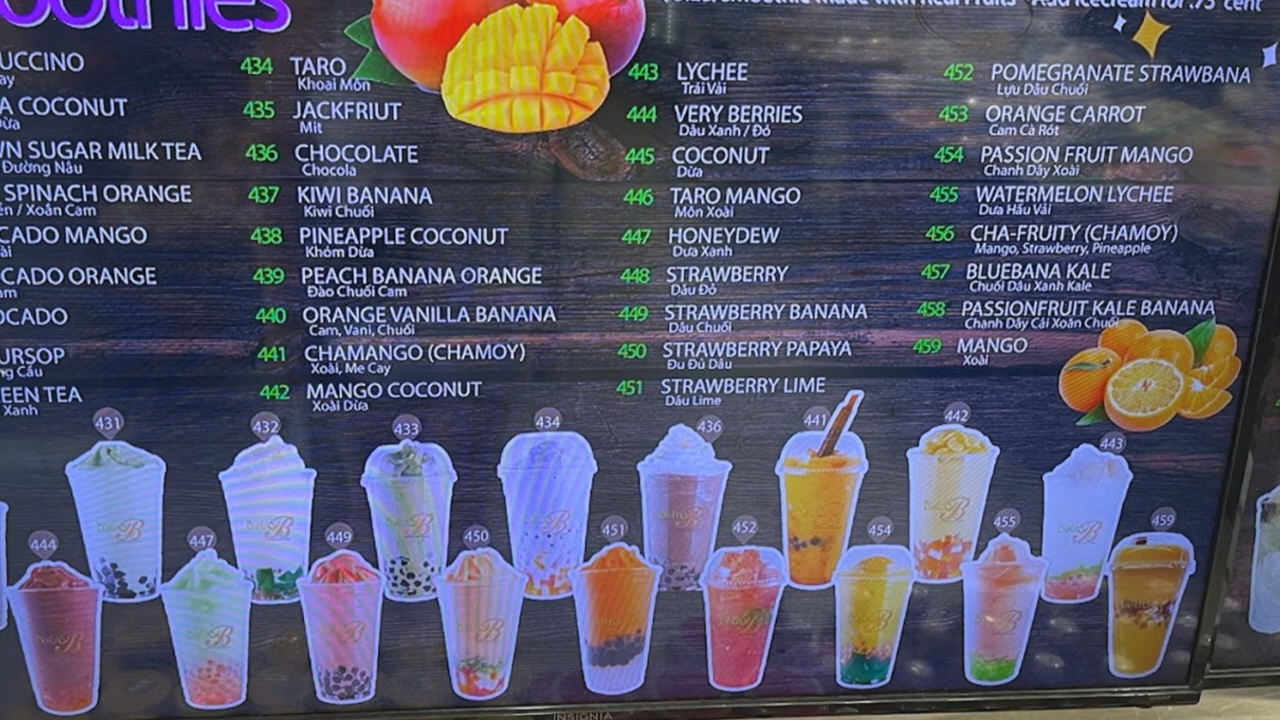 oothies
Add icecream for .75 cent
UCCINO
ay
A COCONUT
Dừa
WN SUGAR MILK TEA
Đường Nâu
SPINACH ORANGE
ên / Xoắn Cam
CADO MANGO
ài
CADO ORANGE
am
OCADO
URSOP
ng Cầu
EEN TEA
Xanh
434 TARO
Khoai Môn
435 JACKFRIUT
Mít
436 CHOCOLATE
Chocola
437 KIWI BANANA
Kiwi Chuối
438 PINEAPPLE COCONUT
Khóm Dừa
439 PEACH BANANA ORANGE
Đào Chuối Cam
440 ORANGE VANILLA BANANA
Cam, Vani, Chuối
441 CHAMANGO (CHAMOY)
Xoài, Me Cay
442 MANGO COCONUT
Xoài Dừa
443 LYCHEE
Trái Vải
444 VERY BERRIES
Dâu Xanh / Đỏ
445 COCONUT
Dừa
446 TARO MANGO
Môn Xoài
447 HONEYDEW
Dưa Xanh
448 STRAWBERRY
Dâu Đỏ
449 STRAWBERRY BANANA
Dâu Chuối
450 STRAWBERRY PAPAYA
Đu Đủ Dâu
451 STRAWBERRY LIME
Dâu Lime
452 POMEGRANATE STRAWBANA
Lựu Dâu Chuối
453 ORANGE CARROT
Cam Cà Rốt
454 PASSION FRUIT MANGO
Chanh Dây Xoài
455 WATERMELON LYCHEE
Dưa Hấu Vải
456 CHA-FRUITY (CHAMOY)
Mango, Strawberry, Pineapple
457 BLUEBANA KALE
Chuối Dâu Xanh Kale
458 PASSIONFRUIT KALE BANANA
Chanh Dây Cải Xoăn Chuối
459 MANGO
Xoài
431
432
433
434
436
441
442
443
444
447
449
450
451
452
454
455
459
INSIGNIA